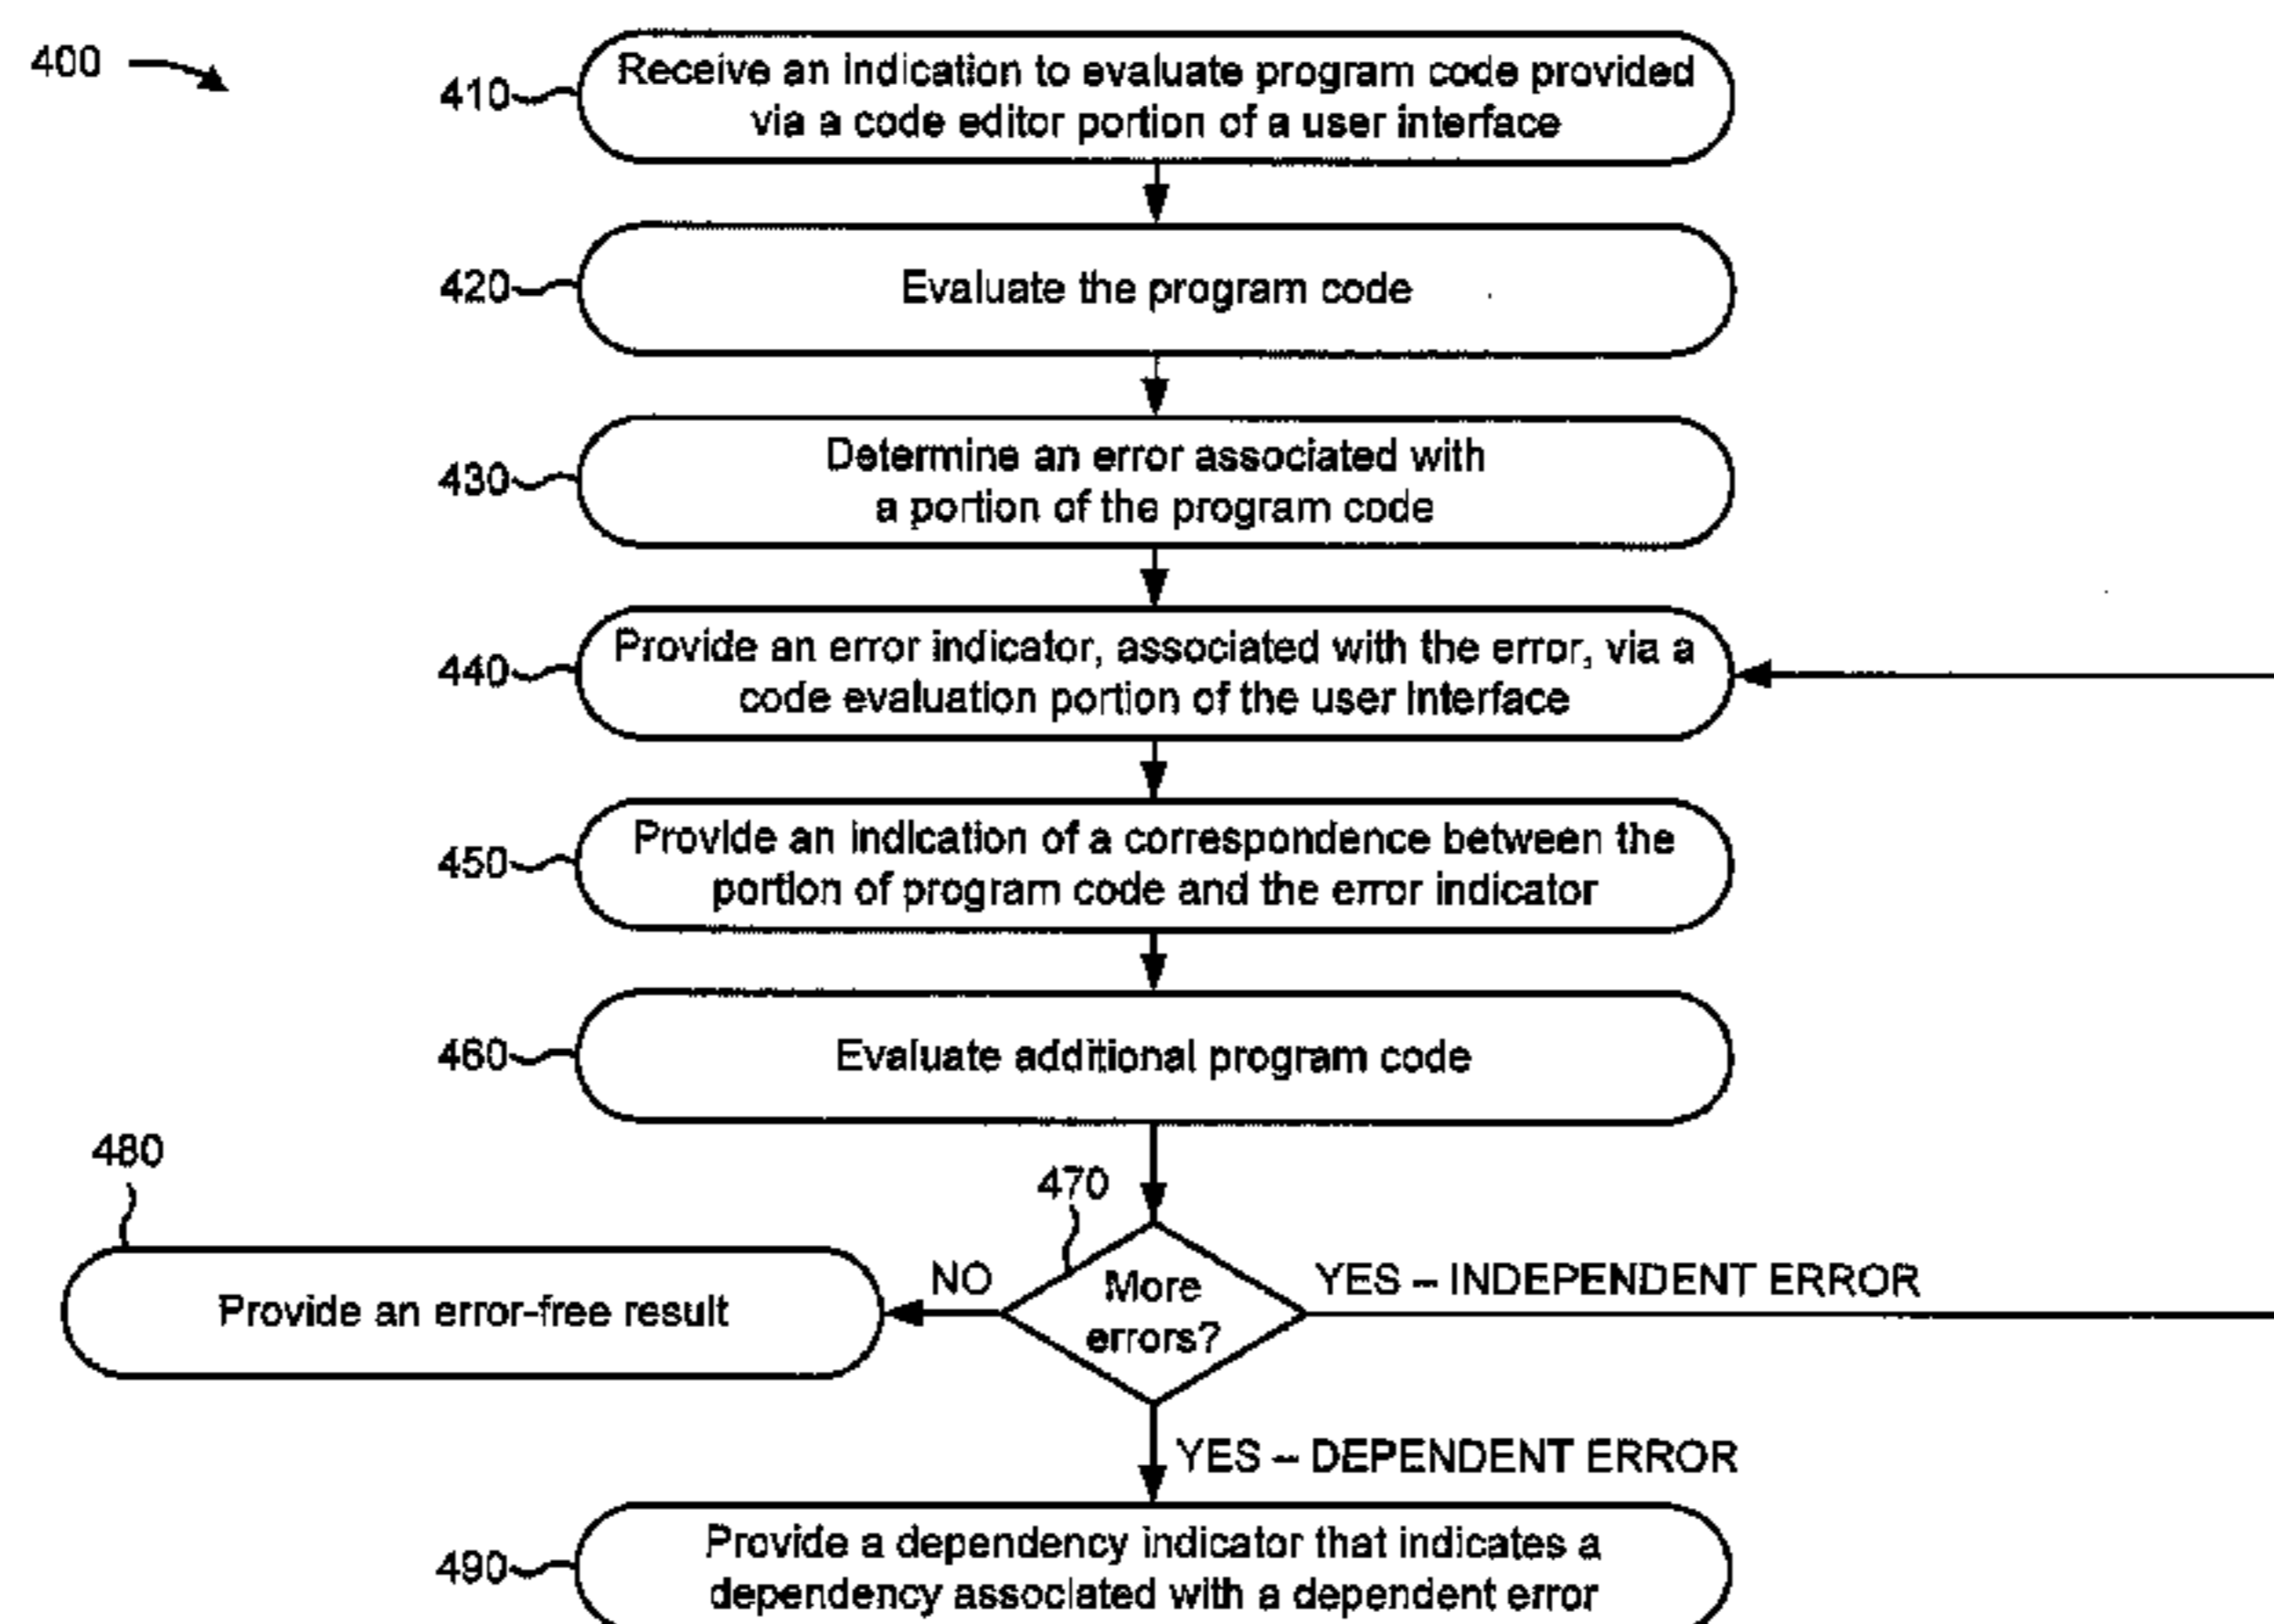 400
410
Receive an indication to evaluate program code provided
via a code editor portion of a user interface
420
Evaluate the program code
430
Determine an error associated with
a portion of the program code
440
Provide an error indicator, associated with the error, via a
code evaluation portion of the user interface
450
Provide an indication of a correspondence between the
portion of program code and the error indicator
460
Evaluate additional program code
480
470
Provide an error-free result
NO
More
errors?
YES – INDEPENDENT ERROR
YES – DEPENDENT ERROR
490
Provide a dependency indicator that indicates a
dependency associated with a dependent error